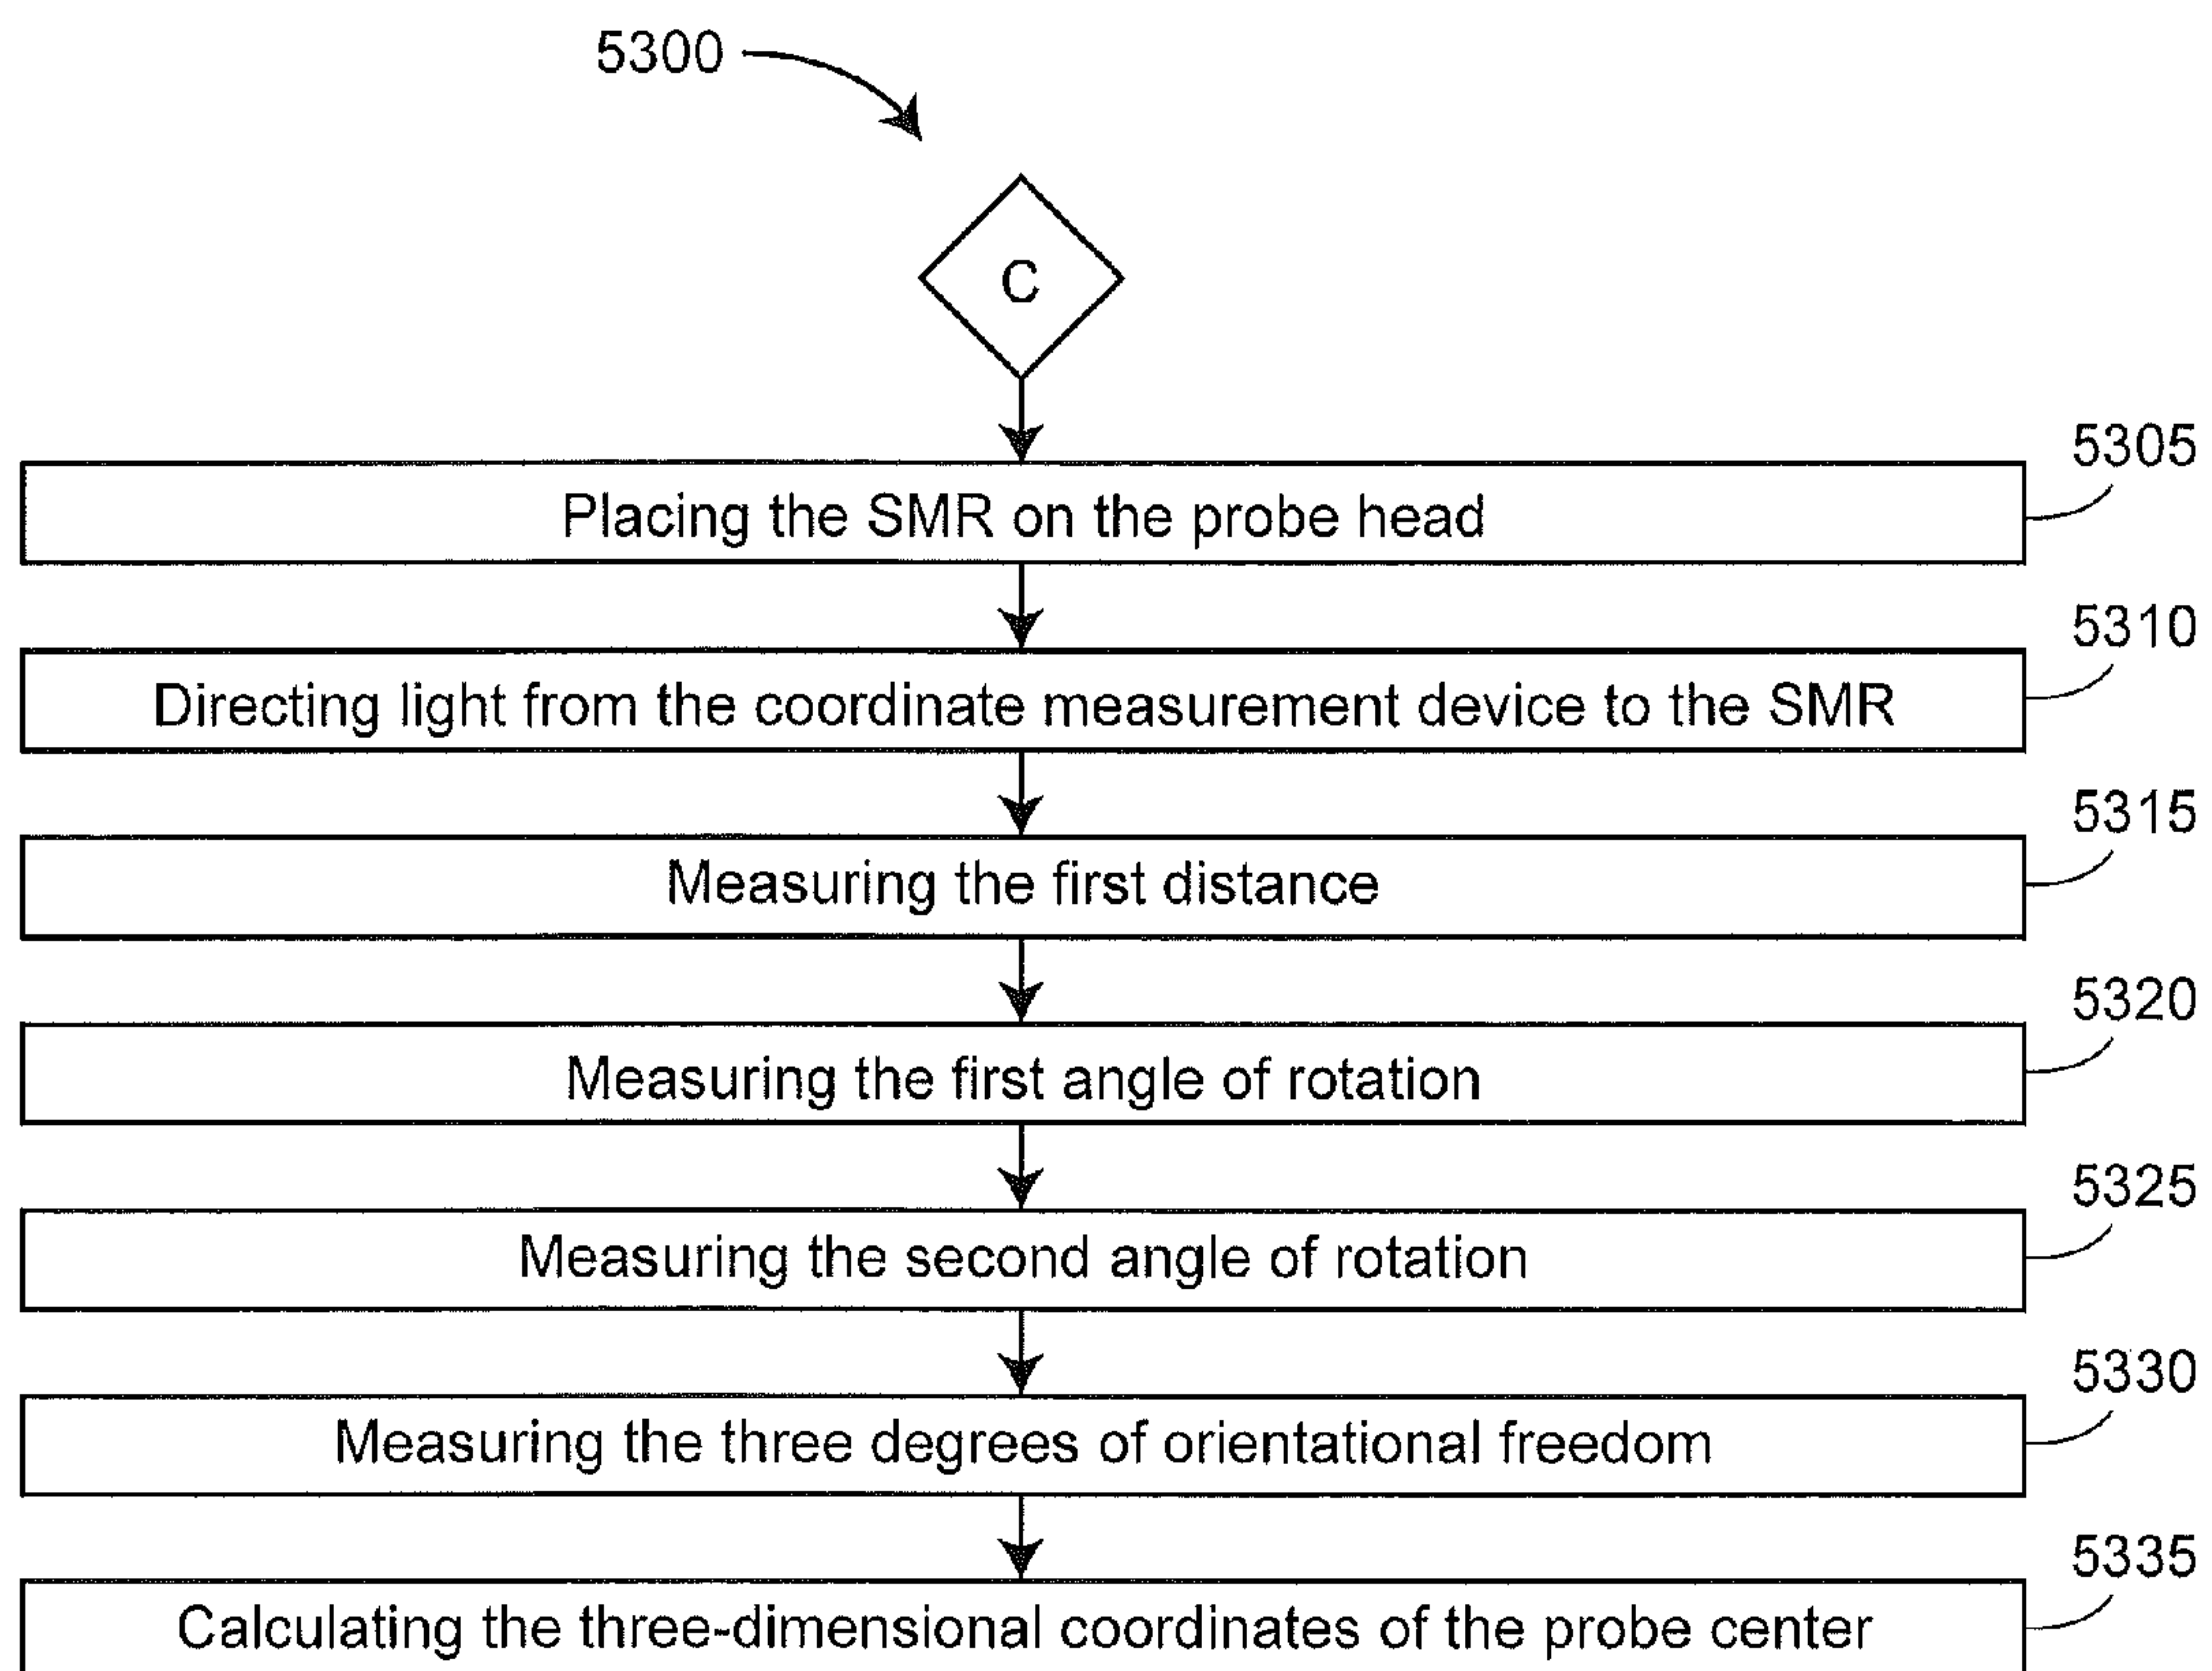 5300
C
5305
Placing the SMR on the probe head
5310
Directing light from the coordinate measurement device to the SMR
5315
Measuring the first distance
5320
Measuring the first angle of rotation
5325
Measuring the second angle of rotation
5330
Measuring the three degrees of orientational freedom
5335
Calculating the three-dimensional coordinates of the probe center